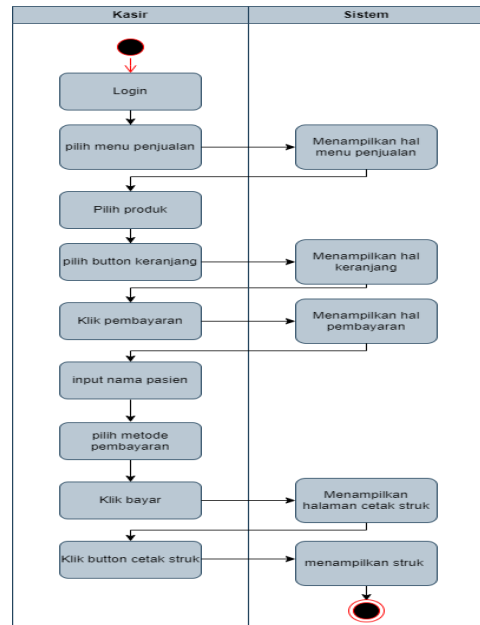 Kasir
Sistem
Login
pilih menu penjualan
Menampilkan hal
menu penjualan
Pilih produk
pilih button keranjang
Menampilkan hal
keranjang
Klik pembayaran
Menampilkan hal
pembayaran
input nama pasien
pilih metode
pembayaran
Klik bayar
Menampilkan
halaman cetak struk
Klik button cetak struk
menampilkan struk